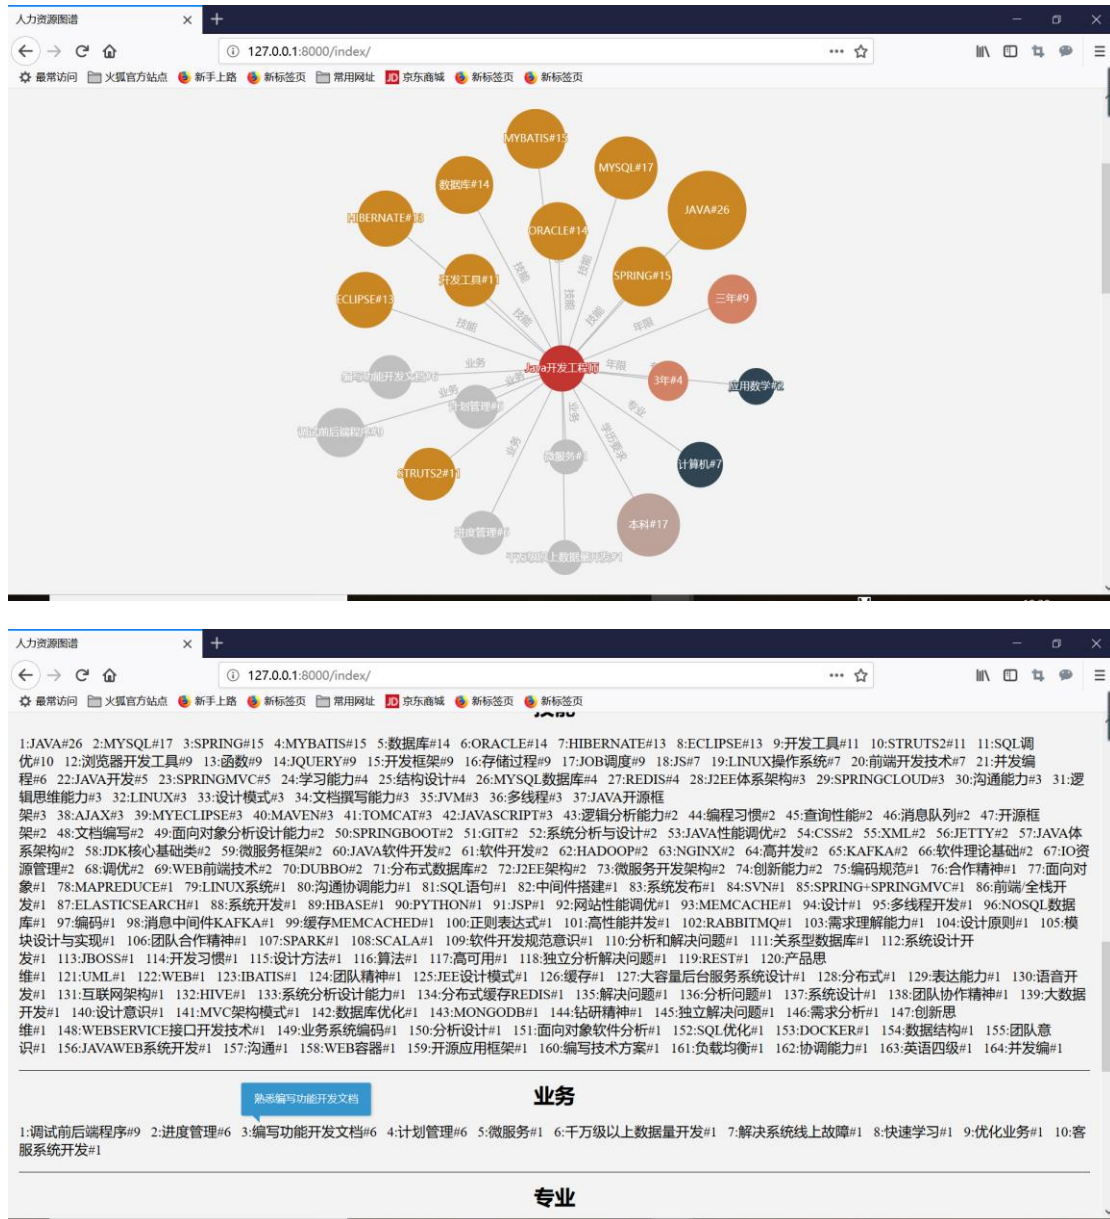 人力资源图谱
127.0.0.1:8000/index/
最常访问 火狐官方站点 新手上路 新标签页 常用网址 JD 京东商城 新标签页 新标签页
MYBATIS#15
MYSQL#17
数据库#14
JAVA#26
HIBERNATE#13
ORACLE#14
SPRING#15
开发工具#11
技能
技能
三年#9
ECLIPSE#13
技能
技能
技能
技能
年限
业务
年限
编写功能开发文档#6
业务
Java开发工程师
3年#4
应用数学#2
业务
计划管理#6
业务
专业
调试前后端程序#9
业务
学历要求
微服务#1
计算机#7
STRUTS2#11
本科#17
进度管理#6
千万级以上数据量开发#1
人力资源图谱
127.0.0.1:8000/index/
最常访问 火狐官方站点 新手上路 新标签页 常用网址 JD 京东商城 新标签页 新标签页
技能
1:JAVA#26 2:MYSQL#17 3:SPRING#15 4:MYBATIS#15 5:数据库#14 6:ORACLE#14 7:HIBERNATE#13 8:ECLIPSE#13 9:开发工具#11 10:STRUTS2#11 11:SQL调
优#10 12:浏览器开发工具#9 13:函数#9 14:JQUERY#9 15:开发框架#9 16:存储过程#9 17:JOB调度#9 18:JS#7 19:LINUX操作系统#7 20:前端开发技术#7 21:并发编
程#6 22:JAVA开发#5 23:SPRINGMVC#5 24:学习能力#4 25:结构设计#4 26:MYSQL数据库#4 27:REDIS#4 28:J2EE体系架构#3 29:SPRINGCLOUD#3 30:沟通能力#3 31:逻
辑思维能力#3 32:LINUX#3 33:设计模式#3 34:文档撰写能力#3 35:JVM#3 36:多线程#3 37:JAVA开源框
架#3 38:AJAX#3 39:MYECLIPSE#3 40:MAVEN#3 41:TOMCAT#3 42:JAVASCRIPT#3 43:逻辑分析能力#2 44:编程习惯#2 45:查询性能#2 46:消息队列#2 47:开源框
架#2 48:文档编写#2 49:面向对象分析设计能力#2 50:SPRINGBOOT#2 51:GIT#2 52:系统分析与设计#2 53:JAVA性能调优#2 54:CSS#2 55:XML#2 56:JETTY#2 57:JAVA体
系架构#2 58:JDK核心基础类#2 59:微服务框架#2 60:JAVA软件开发#2 61:软件开发#2 62:HADOOP#2 63:NGINX#2 64:高并发#2 65:KAFKA#2 66:软件理论基础#2 67:IO资
源管理#2 68:调优#2 69:WEB前端技术#2 70:DUBBO#2 71:分布式数据库#2 72:J2EE架构#2 73:微服务开发架构#2 74:创新能力#2 75:编码规范#1 76:合作精神#1 77:面向对
象#1 78:MAPREDUCE#1 79:LINUX系统#1 80:沟通协调能力#1 81:SQL语句#1 82:中间件搭建#1 83:系统发布#1 84:SVN#1 85:SPRING+SPRINGMVC#1 86:前端/全栈开
发#1 87:ELASTICSEARCH#1 88:系统开发#1 89:HBASE#1 90:PYTHON#1 91:JSP#1 92:网站性能调优#1 93:MEMCACHE#1 94:设计#1 95:多线程开发#1 96:NOSQL数据
库#1 97:编码#1 98:消息中间件KAFKA#1 99:缓存MEMCACHED#1 100:正则表达式#1 101:高性能并发#1 102:RABBITMQ#1 103:需求理解能力#1 104:设计原则#1 105:模
块设计与实现#1 106:团队合作精神#1 107:SPARK#1 108:SCALA#1 109:软件开发规范意识#1 110:分析和解决问题#1 111:关系型数据库#1 112:系统设计开
发#1 113:JBOSS#1 114:开发习惯#1 115:设计方法#1 116:算法#1 117:高可用#1 118:独立分析解决问题#1 119:REST#1 120:产品思
维#1 121:UML#1 122:WEB#1 123:IBATIS#1 124:团队精神#1 125:JEE设计模式#1 126:缓存#1 127:大容量后台服务系统设计#1 128:分布式#1 129:表达能力#1 130:语音开
发#1 131:互联网架构#1 132:HIVE#1 133:系统分析设计能力#1 134:分布式缓存REDIS#1 135:解决问题#1 136:分析问题#1 137:系统设计#1 138:团队协作精神#1 139:大数据
开发#1 140:设计意识#1 141:MVC架构模式#1 142:数据库优化#1 143:MONGODB#1 144:钻研精神#1 145:独立解决问题#1 146:需求分析#1 147:创新思
维#1 148:WEBSERVICE接口开发技术#1 149:业务系统编码#1 150:分析设计#1 151:面向对象软件分析#1 152:SQL优化#1 153:DOCKER#1 154:数据结构#1 155:团队意
识#1 156:JAVAWEB系统开发#1 157:沟通#1 158:WEB容器#1 159:开源应用框架#1 160:编写技术方案#1 161:负载均衡#1 162:协调能力#1 163:英语四级#1 164:并发编#1
熟悉编写功能开发文档
业务
1:调试前后端程序#9 2:进度管理#6 3:编写功能开发文档#6 4:计划管理#6 5:微服务#1 6:千万级以上数据量开发#1 7:解决系统线上故障#1 8:快速学习#1 9:优化业务#1 10:客
服系统开发#1
专业